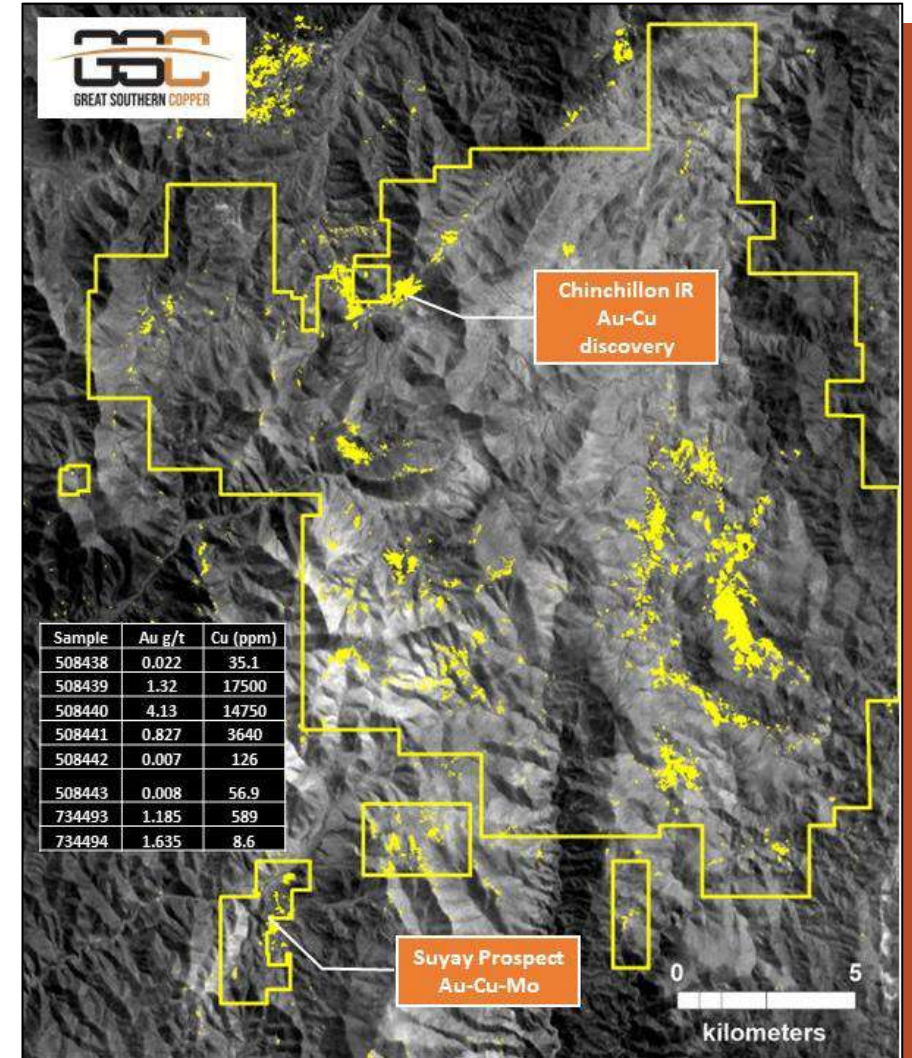 GSC
GREAT SOUTHERN COPPER
Chinchillon IR
Au-Cu
discovery
Sample Au g/t Cu (ppm)
508438 0.022 35.1
508439 1.32 17500
508440 4.13 14750
508441 0.827 3640
508442 0.007 126
508443 0.008 56.9
734493 1.185 589
734494 1.635 8.6
Suyay Prospect
Au-Cu-Mo
0 5
kilometers